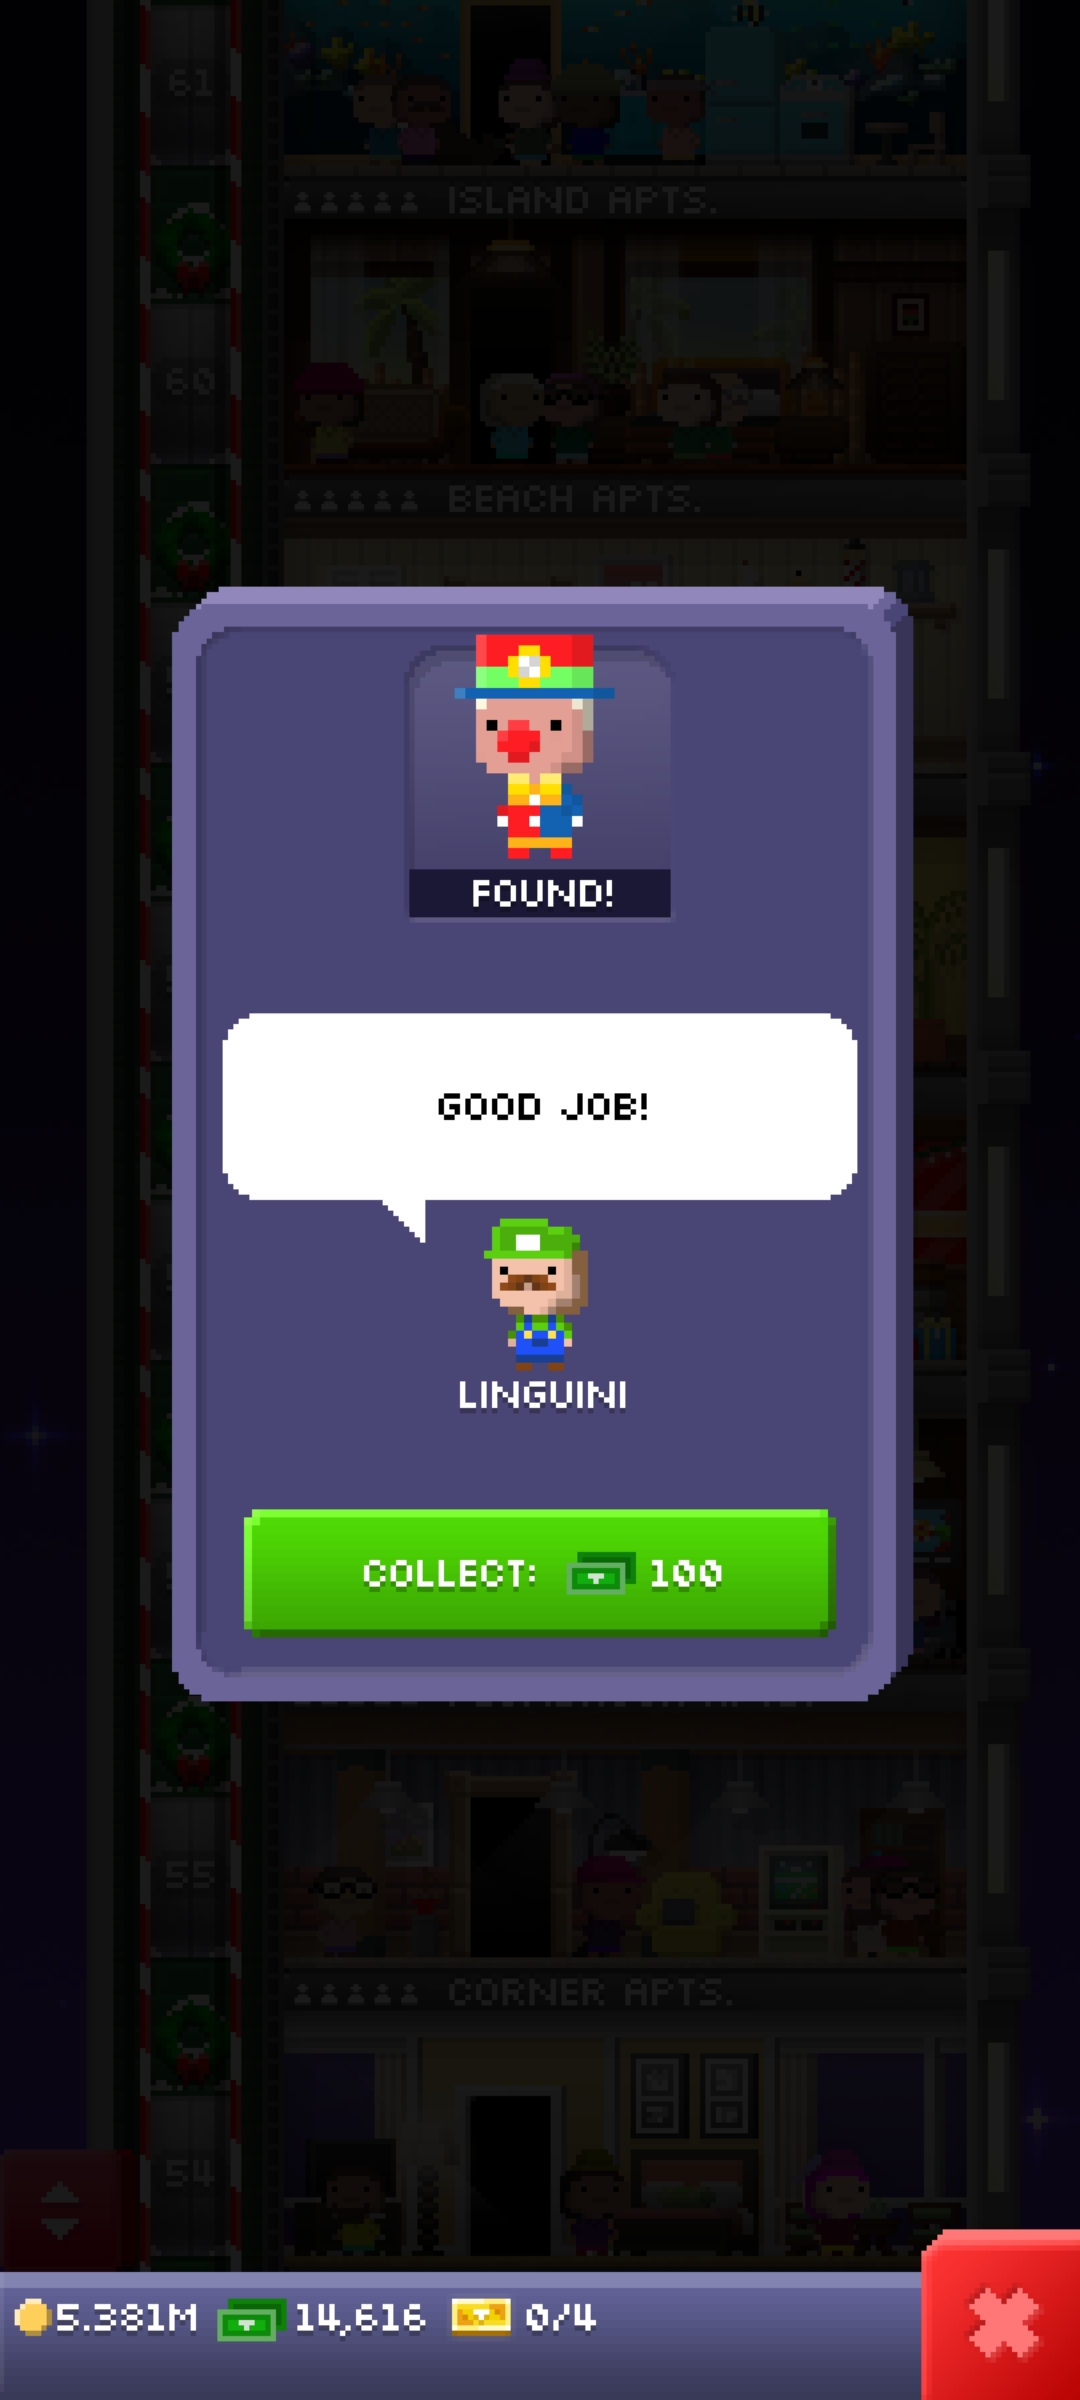 61
ISLAND APTS.
60
BEACH APTS.
FOUND!
GOOD JOB!
LINGUINI
COLLECT: 100
55
CORNER APTS.
54
5.381M 14,616 0/4